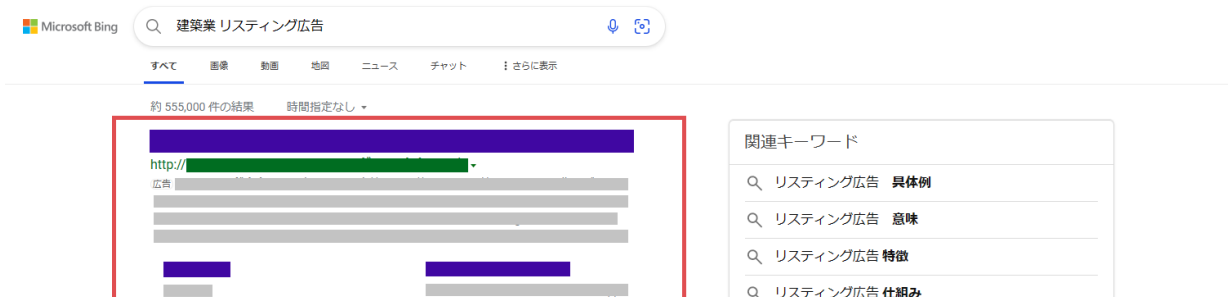 Microsoft Bing
建築業 リスティング広告
すべて 画像 動画 地図 ニュース チャット さらに表示
約 555,000 件の結果 時間指定なし
http://
広告
関連キーワード
リスティング広告 具体例
リスティング広告 意味
リスティング広告 特徴
リスティング広告 仕組み